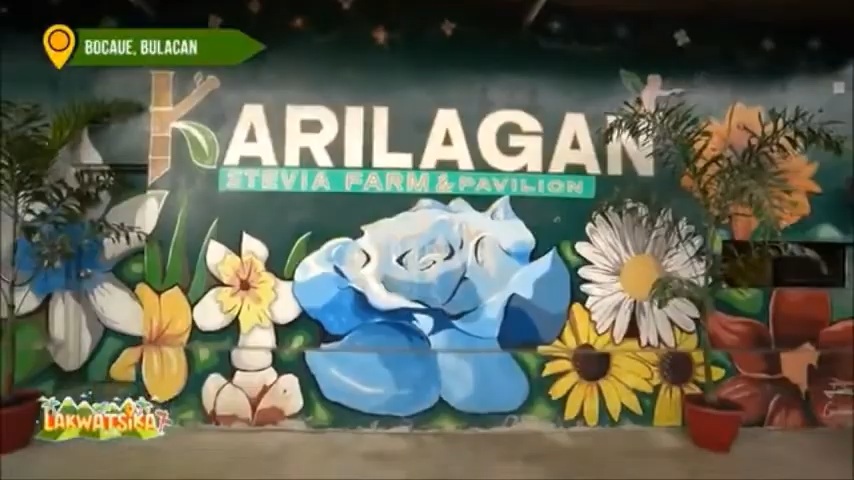 BOCAUE, BULACAN
KARILAGAN
STEVIA FARM & PAVILION
LAKWATSIKA